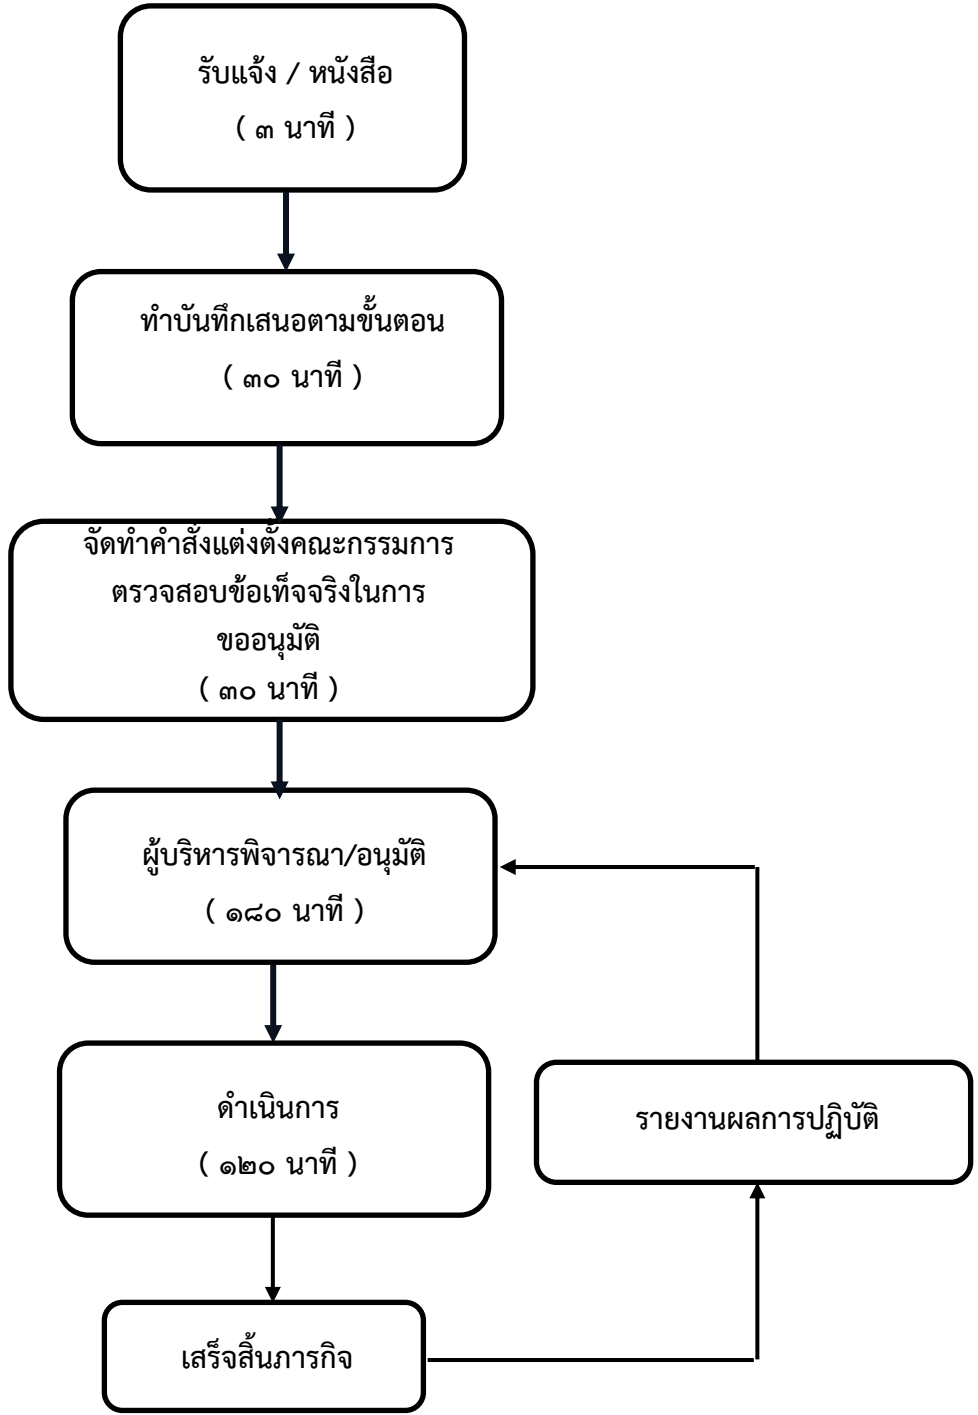 รับแจ้ง / หนังสือ
( ๓ นาที )
ทำบันทึกเสนอตามขั้นตอน
( ๓๐ นาที )
จัดทำคำสั่งแต่งตั้งคณะกรรมการ
ตรวจสอบข้อเท็จจริงในการ
ขออนุมัติ
( ๓๐ นาที )
ผู้บริหารพิจารณา/อนุมัติ
( ๑๘๐ นาที )
ดำเนินการ
( ๑๒๐ นาที )
รายงานผลการปฏิบัติ
เสร็จสิ้นภารกิจ